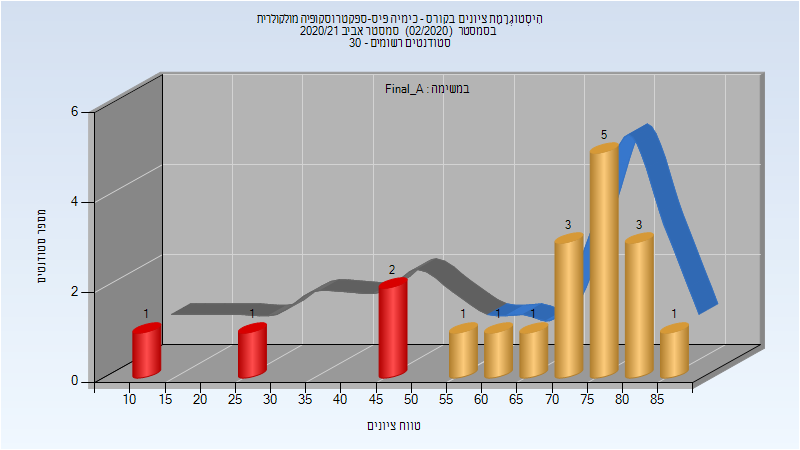 היסטוגרמת ציונים בקורס - כימיה פיס-ספקטרוסקופיה מולקולרית
בסמסטר (02/2020) סמסטר אביב 2020/21
סטודנטים רשומים - 30
במשימה : Final_A
מספר סטודנטים
6
4
2
0
1
1
2
1
1
1
3
5
3
1
10 15 20 25 30 35 40 45 50 55 60 65 70 75 80 85
טווח ציונים